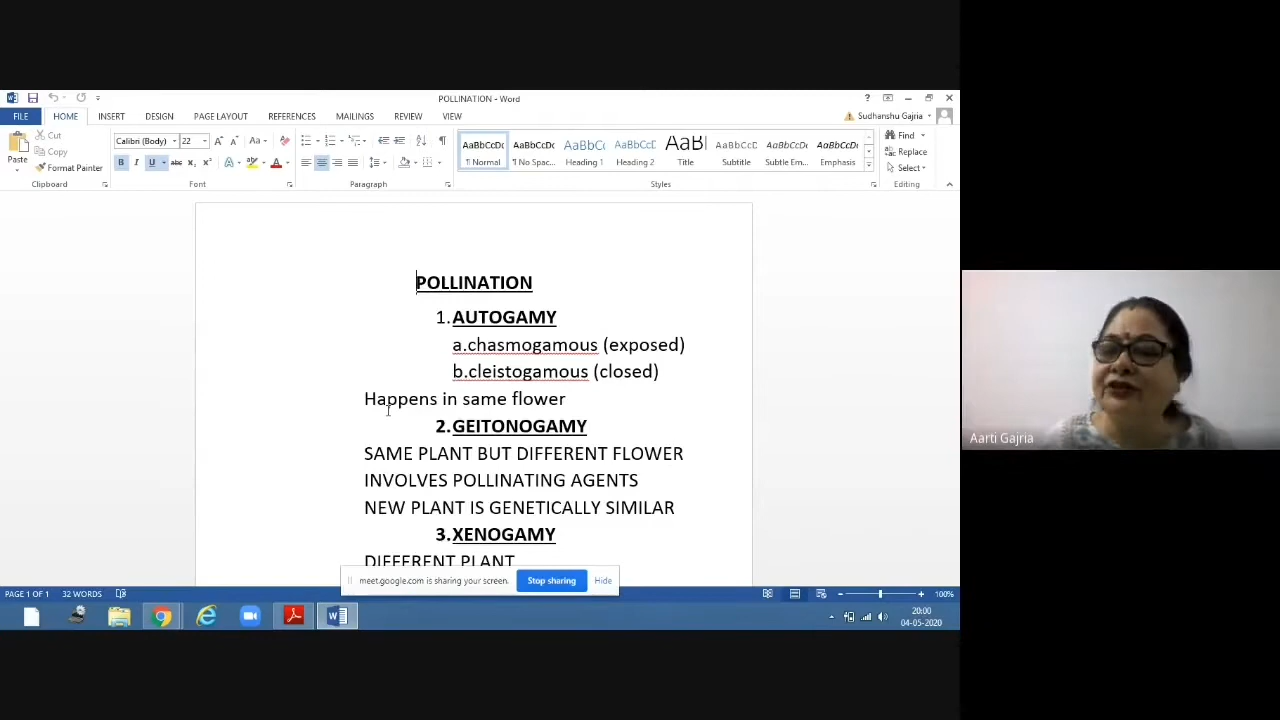 POLLINATION - Word
FILE HOME INSERT DESIGN PAGE LAYOUT REFERENCES MAILINGS REVIEW VIEW Sudhanshu Gajria
Cut
Copy
Paste Format Painter
Clipboard
Calibri (Body) 22
Font
Paragraph
AaBbCcDc AaBbCcDc AaBbC( AaBbCcC AaB( AaBbCcC AaBbCcDc AaBbCcDc
¶ Normal ¶ No Spac... Heading 1 Heading 2 Title Subtitle Subtle Em... Emphasis
Styles
Find
Replace
Select
Editing
POLLINATION
1. AUTOGAMY
a.chasmogamous (exposed)
b.cleistogamous (closed)
Happens in same flower
2. GEITONOGAMY
SAME PLANT BUT DIFFERENT FLOWER
INVOLVES POLLINATING AGENTS
NEW PLANT IS GENETICALLY SIMILAR
3. XENOGAMY
DIFFERENT PLANT
meet.google.com is sharing your screen. Stop sharing Hide
PAGE 1 OF 1 32 WORDS 100%
20:00
04-05-2020
Aarti Gajria